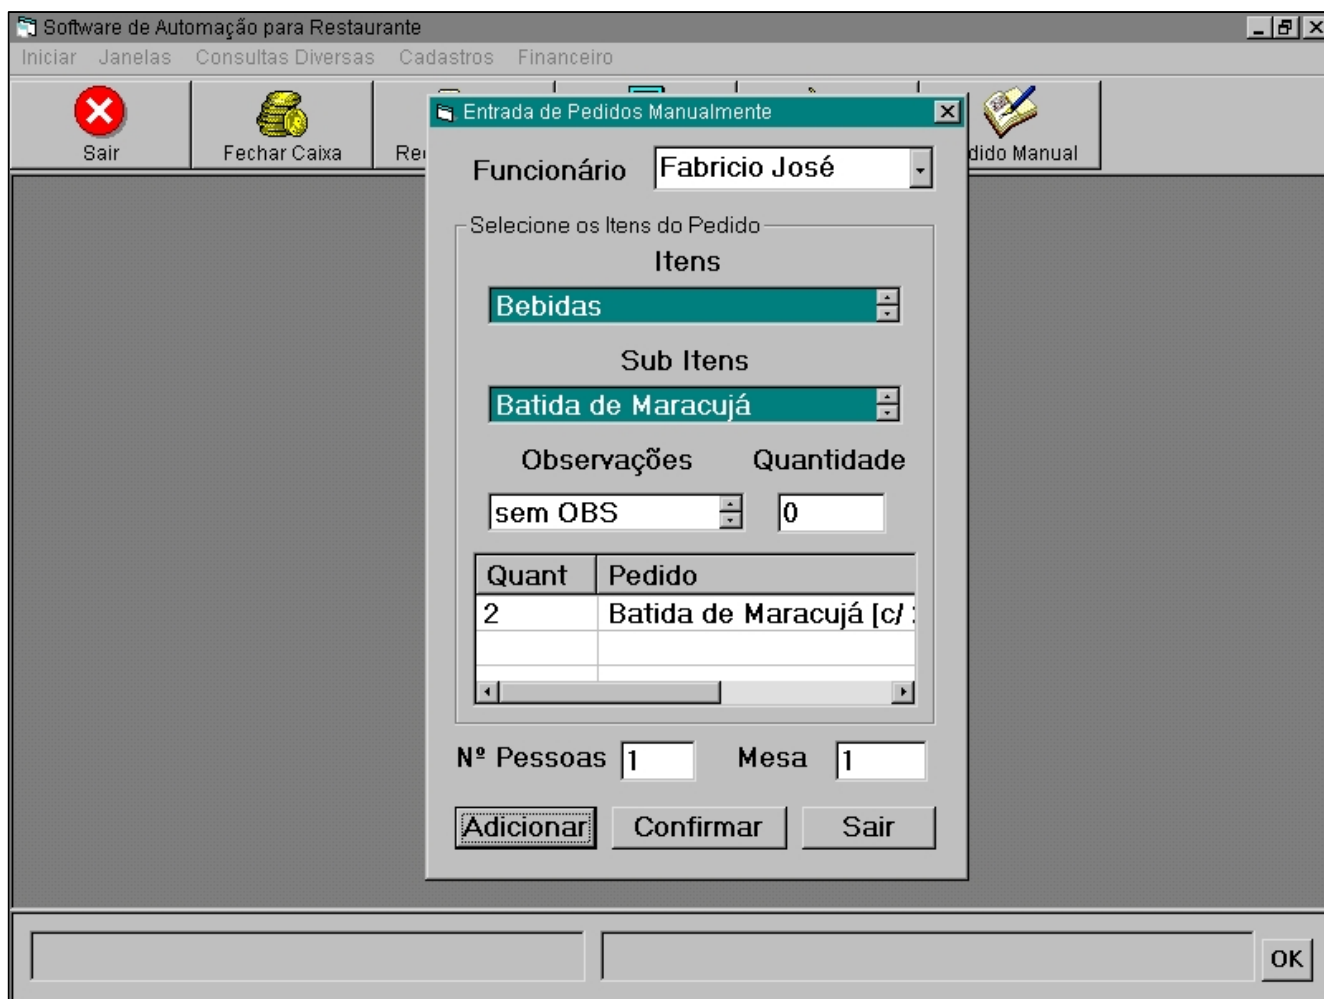 Software de Automação para Restaurante
Iniciar Janelas Consultas Diversas Cadastros Financeiro
Sair
Fechar Caixa
Entrada de Pedidos Manualmente
Manual
Funcionário Fabricio José
Selecione os Itens do Pedido
Itens
Bebidas
Sub Itens
Batida de Maracujá
Observações Quantidade
sem OBS 0
Quant Pedido
2 Batida de Maracujá [c/
Nº Pessoas 1 Mesa 1
Adicionar Confirmar Sair
OK